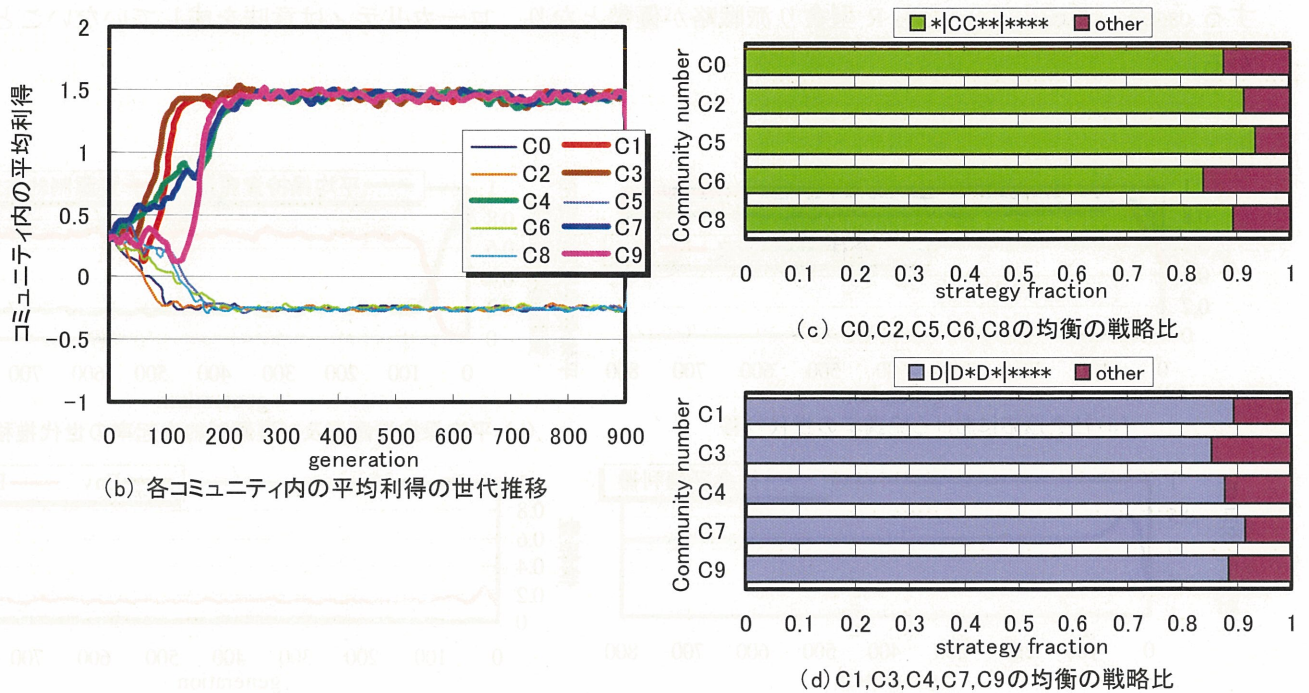 2
1.5
1
0.5
0
−0.5
−1
コミュニティ内の平均利得
C0 C1
C2 C3
C4 C5
C6 C7
C8 C9
0 100 200 300 400 500 600 700 800 900
generation
(b) 各コミュニティ内の平均利得の世代推移
*|CC**|**** other
Community number
C0
C2
C5
C6
C8
0 0.1 0.2 0.3 0.4 0.5 0.6 0.7 0.8 0.9 1
strategy fraction
(c) C0,C2,C5,C6,C8の均衡の戦略比
D|D*D*|**** other
Community number
C1
C3
C4
C7
C9
0 0.1 0.2 0.3 0.4 0.5 0.6 0.7 0.8 0.9 1
strategy fraction
(d) C1,C3,C4,C7,C9の均衡の戦略比